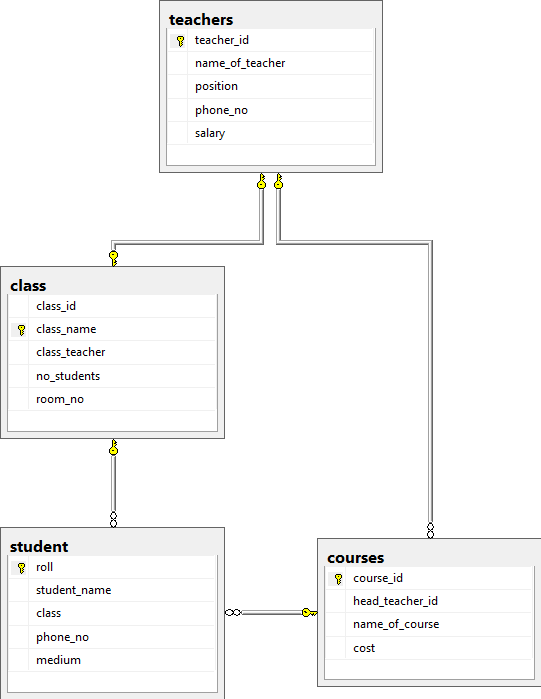 teachers
teacher_id
name_of_teacher
position
phone_no
salary
class
class_id
class_name
class_teacher
no_students
room_no
student
roll
student_name
class
phone_no
medium
courses
course_id
head_teacher_id
name_of_course
cost